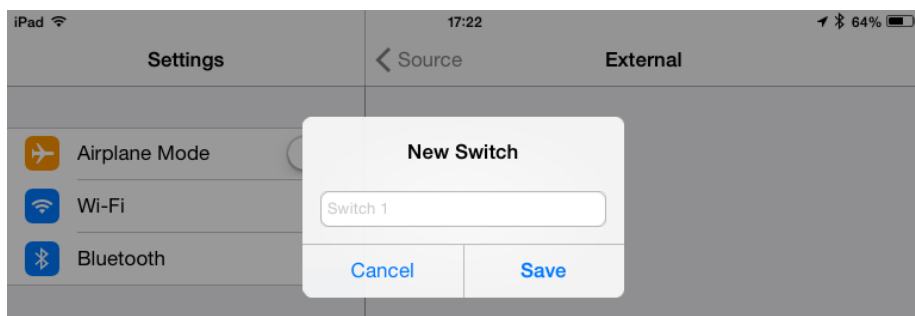 iPad 17:22 64%
Settings
Source External
Airplane Mode
Wi-Fi
Bluetooth
New Switch
Switch 1
Cancel Save